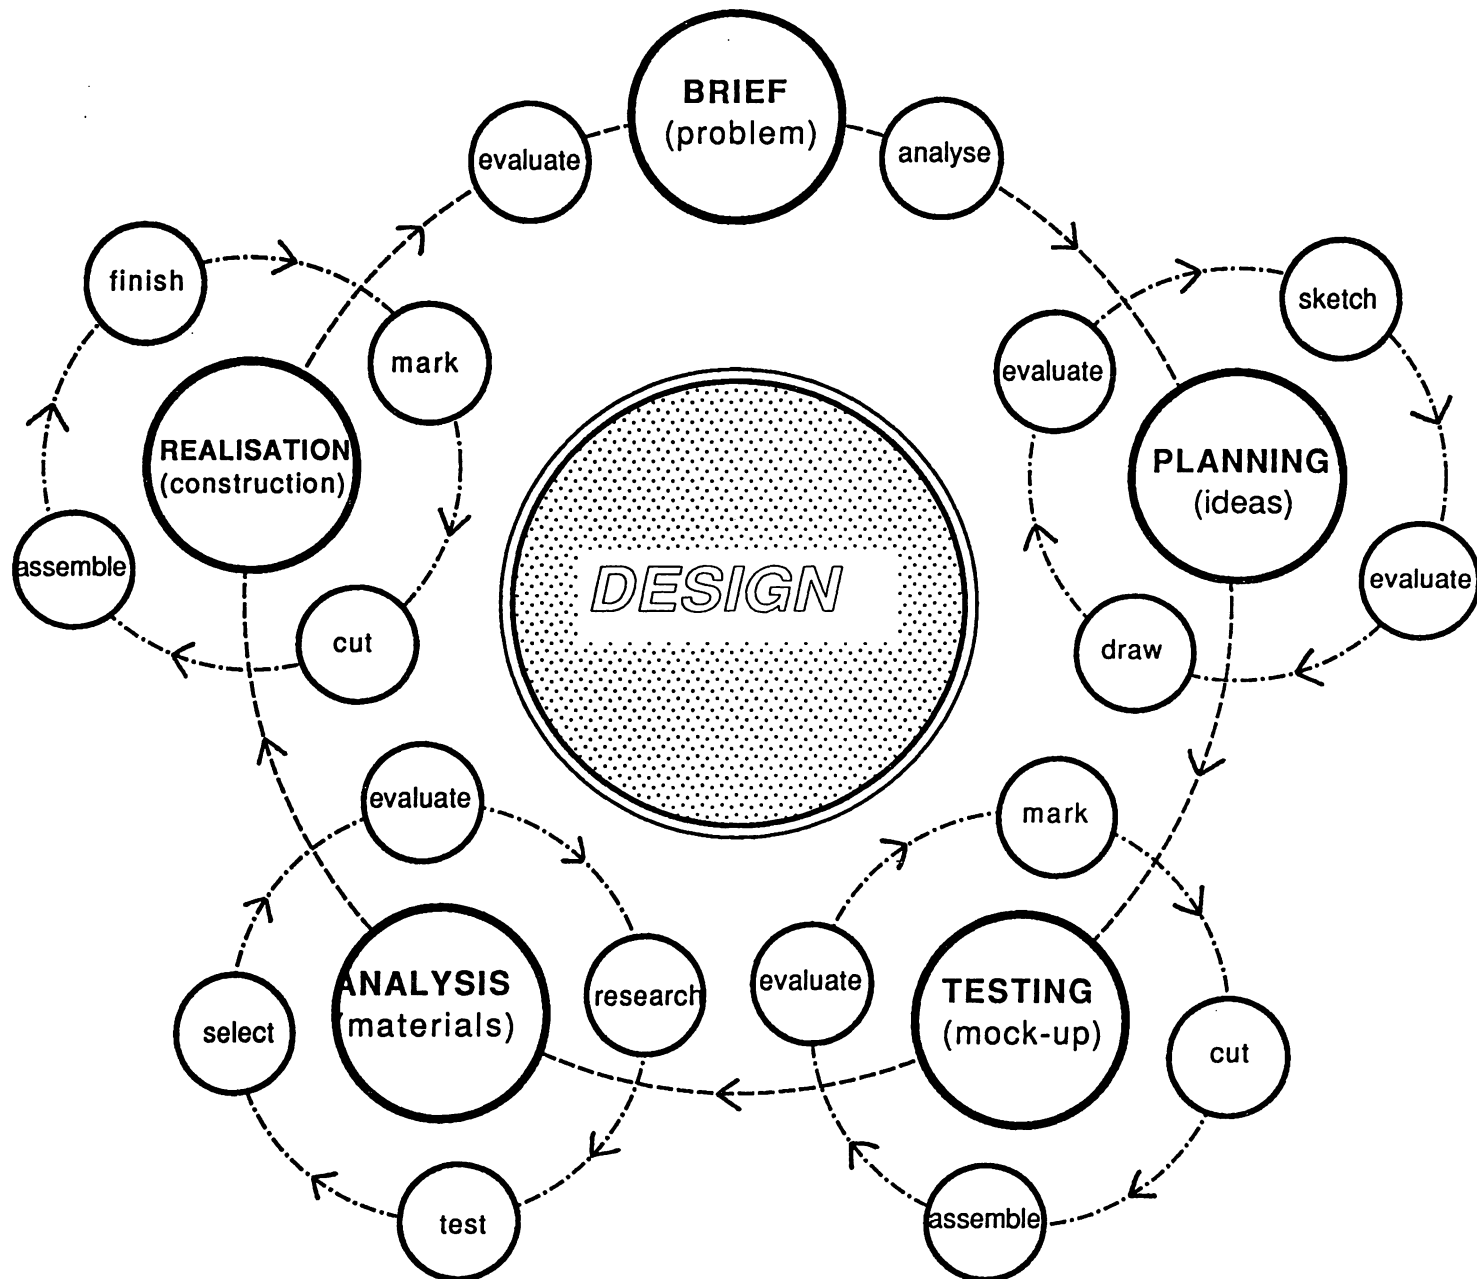 BRIEF
(problem)
evaluate
analyse
finish
mark
REALISATION
(construction)
assemble
cut
evaluate
sketch
PLANNING
(ideas)
evaluate
draw
DESIGN
evaluate
ANALYSIS
(materials)
research
select
test
mark
evaluate
TESTING
(mock-up)
cut
assemble